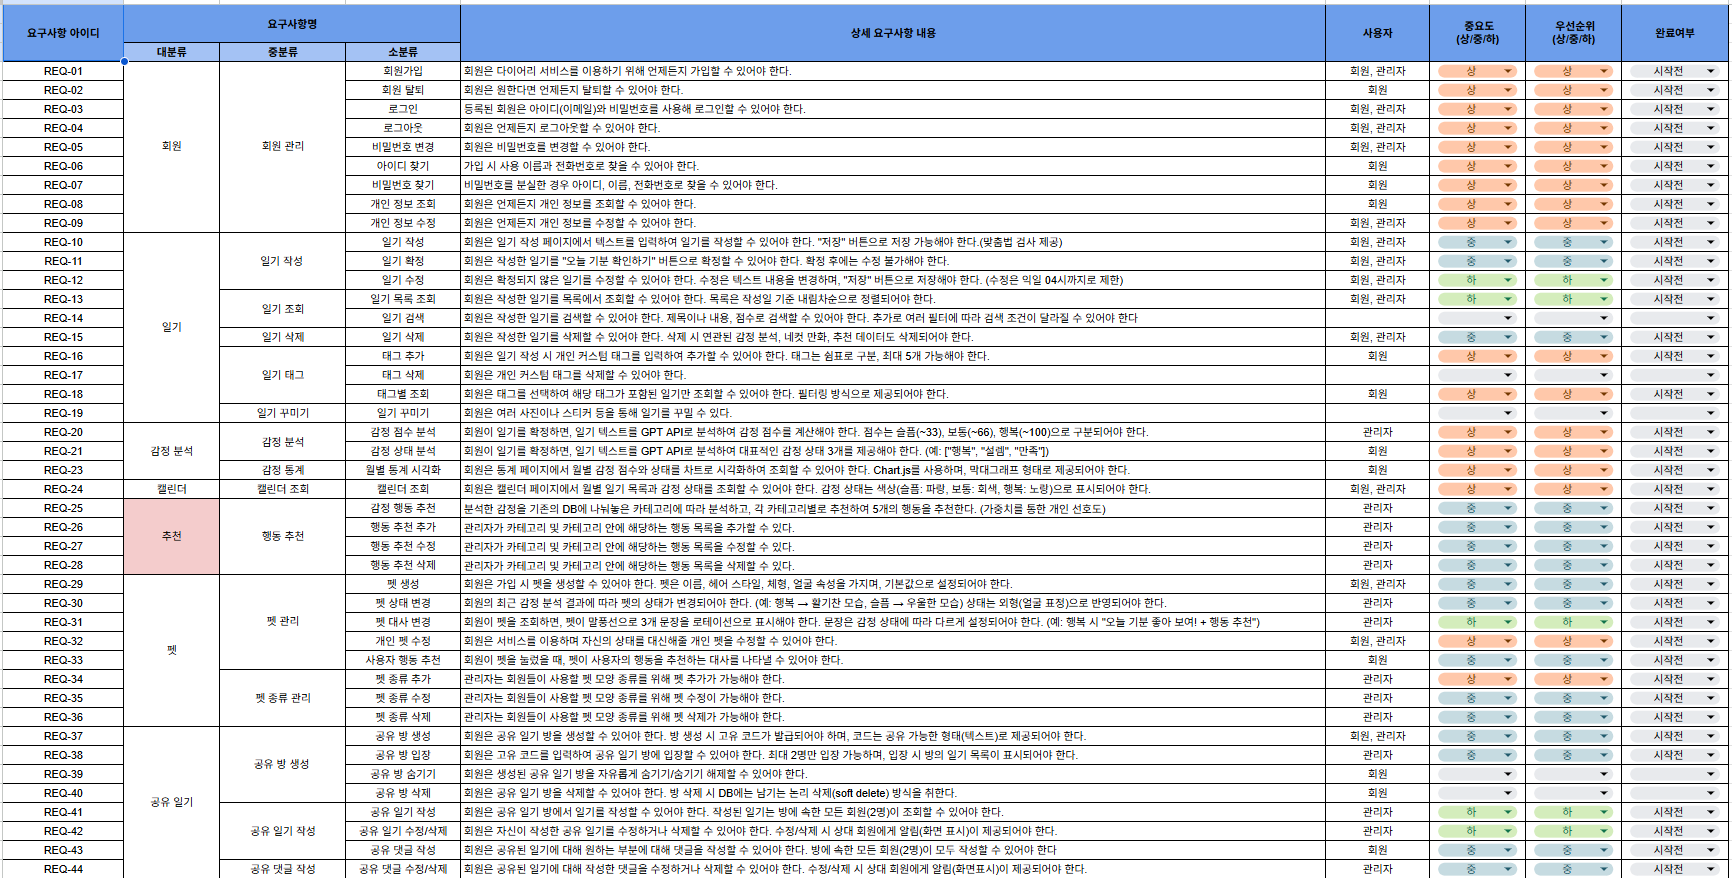 요구사항 아이디 요구사항명 상세 요구사항 내용 사용자 중요도 (상/중/하) 우선순위 (상/중/하) 완료여부
대분류 중분류 소분류
REQ-01 회원 회원 관리 회원가입 회원은 다이어리 서비스를 이용하기 위해 언제든지 가입할 수 있어야 한다. 회원, 관리자 상 상 시작전
REQ-02 회원 탈퇴 회원은 원한다면 언제든지 탈퇴할 수 있어야 한다. 회원 상 상 시작전
REQ-03 로그인 등록된 회원은 아이디(이메일)와 비밀번호를 사용해 로그인할 수 있어야 한다. 회원, 관리자 상 상 시작전
REQ-04 로그아웃 회원은 언제든지 로그아웃할 수 있어야 한다. 회원, 관리자 상 상 시작전
REQ-05 비밀번호 변경 회원은 비밀번호를 변경할 수 있어야 한다. 회원, 관리자 상 상 시작전
REQ-06 아이디 찾기 가입 시 사용 이름과 전화번호로 찾을 수 있어야 한다. 회원 상 상 시작전
REQ-07 비밀번호 찾기 비밀번호를 분실한 경우 아이디, 이름, 전화번호로 찾을 수 있어야 한다. 회원 상 상 시작전
REQ-08 개인 정보 조회 회원은 언제든지 개인 정보를 조회할 수 있어야 한다. 회원 상 상 시작전
REQ-09 개인 정보 수정 회원은 언제든지 개인 정보를 수정할 수 있어야 한다. 회원, 관리자 상 상 시작전
REQ-10 일기 일기 작성 일기 작성 회원은 일기 작성 페이지에서 텍스트를 입력하여 일기를 작성할 수 있어야 한다. "저장" 버튼으로 저장 가능해야 한다.(맞춤법 검사 제공) 회원, 관리자 중 중 시작전
REQ-11 일기 확정 회원은 작성한 일기를 "오늘 기분 확인하기" 버튼으로 확정할 수 있어야 한다. 확정 후에는 수정 불가해야 한다. 회원, 관리자 중 중 시작전
REQ-12 일기 수정 회원은 확정되지 않은 일기를 수정할 수 있어야 한다. 수정은 텍스트 내용을 변경하며, "저장" 버튼으로 저장해야 한다. (수정은 익일 04시까지로 제한) 회원, 관리자 하 하 시작전
REQ-13 일기 조회 일기 목록 조회 회원은 작성한 일기를 목록에서 조회할 수 있어야 한다. 목록은 작성일 기준 내림차순으로 정렬되어야 한다. 회원, 관리자 하 하 시작전
REQ-14 일기 검색 회원은 작성한 일기를 검색할 수 있어야 한다. 제목이나 내용, 점수로 검색할 수 있어야 한다. 추가로 여러 필터에 따라 검색 조건이 달라질 수 있어야 한다
REQ-15 일기 삭제 일기 삭제 회원은 작성한 일기를 삭제할 수 있어야 한다. 삭제 시 연관된 감정 분석, 네컷 만화, 추천 데이터도 삭제되어야 한다. 회원, 관리자 중 중 시작전
REQ-16 일기 태그 태그 추가 회원은 일기 작성 시 개인 커스텀 태그를 입력하여 추가할 수 있어야 한다. 태그는 쉼표로 구분, 최대 5개 가능해야 한다. 회원 상 상 시작전
REQ-17 태그 삭제 회원은 개인 커스텀 태그를 삭제할 수 있어야 한다.
REQ-18 태그별 조회 회원은 태그를 선택하여 해당 태그가 포함된 일기만 조회할 수 있어야 한다. 필터링 방식으로 제공되어야 한다. 회원 상 상 시작전
REQ-19 일기 꾸미기 일기 꾸미기 회원은 여러 사진이나 스티커 등을 통해 일기를 꾸밀 수 있다.
REQ-20 감정 분석 감정 분석 감정 점수 분석 회원이 일기를 확정하면, 일기 텍스트를 GPT API로 분석하여 감정 점수를 계산해야 한다. 점수는 슬픔(~33), 보통(~66), 행복(~100)으로 구분되어야 한다. 관리자 상 상 시작전
REQ-21 감정 상태 분석 회원이 일기를 확정하면, 일기 텍스트를 GPT API로 분석하여 대표적인 감정 상태 3개를 제공해야 한다. (예: ["행복", "설렘", "만족"]) 회원 상 상 시작전
REQ-23 감정 통계 월별 통계 시각화 회원은 통계 페이지에서 월별 감정 점수와 상태를 차트로 시각화하여 조회할 수 있어야 한다. Chart.js를 사용하며, 막대그래프 형태로 제공되어야 한다. 회원 상 상 시작전
REQ-24 캘린더 캘린더 조회 캘린더 조회 회원은 캘린더 페이지에서 월별 일기 목록과 감정 상태를 조회할 수 있어야 한다. 감정 상태는 색상(슬픔: 파랑, 보통: 회색, 행복: 노랑)으로 표시되어야 한다. 회원, 관리자 상 상 시작전
REQ-25 추천 행동 추천 감정 행동 추천 분석한 감정을 기존의 DB에 나눠놓은 카테고리에 따라 분석하고, 각 카테고리별로 추천하여 5개의 행동을 추천한다. (가중치를 통한 개인 선호도) 관리자 중 중 시작전
REQ-26 행동 추천 추가 관리자가 카테고리 및 카테고리 안에 해당하는 행동 목록을 추가할 수 있다. 관리자 중 중 시작전
REQ-27 행동 추천 수정 관리자가 카테고리 및 카테고리 안에 해당하는 행동 목록을 수정할 수 있다. 관리자 중 중 시작전
REQ-28 행동 추천 삭제 관리자가 카테고리 및 카테고리 안에 해당하는 행동 목록을 삭제할 수 있다. 관리자 중 중 시작전
REQ-29 펫 펫 관리 펫 생성 회원은 가입 시 펫을 생성할 수 있어야 한다. 펫은 이름, 헤어 스타일, 체형, 얼굴 속성을 가지며, 기본값으로 설정되어야 한다. 회원, 관리자 중 중 시작전
REQ-30 펫 상태 변경 회원의 최근 감정 분석 결과에 따라 펫의 상태가 변경되어야 한다. (예: 행복 → 활기찬 모습, 슬픔 → 우울한 모습) 상태는 외형(얼굴 표정)으로 반영되어야 한다. 관리자 중 중 시작전
REQ-31 펫 대사 변경 회원이 펫을 조회하면, 펫이 말풍선으로 3개 문장을 로테이션으로 표시해야 한다. 문장은 감정 상태에 따라 다르게 설정되어야 한다. (예: 행복 시 "오늘 기분 좋아 보여! + 행동 추천") 관리자 하 하 시작전
REQ-32 개인 펫 수정 회원은 서비스를 이용하며 자신의 상태를 대신해줄 개인 펫을 수정할 수 있어야 한다. 회원, 관리자 상 상 시작전
REQ-33 사용자 행동 추천 회원이 펫을 눌렀을 때, 펫이 사용자의 행동을 추천하는 대사를 나타낼 수 있어야 한다. 회원 중 중 시작전
REQ-34 펫 종류 관리 펫 종류 추가 관리자는 회원들이 사용할 펫 모양 종류를 위해 펫 추가가 가능해야 한다. 관리자 상 상 시작전
REQ-35 펫 종류 수정 관리자는 회원들이 사용할 펫 모양 종류를 위해 펫 수정이 가능해야 한다. 관리자 중 중 시작전
REQ-36 펫 종류 삭제 관리자는 회원들이 사용할 펫 모양 종류를 위해 펫 삭제가 가능해야 한다. 관리자 중 중 시작전
REQ-37 공유 일기 공유 방 생성 공유 방 생성 회원은 공유 일기 방을 생성할 수 있어야 한다. 방 생성 시 고유 코드가 발급되어야 하며, 코드는 공유 가능한 형태(텍스트)로 제공되어야 한다. 회원, 관리자 중 중 시작전
REQ-38 공유 방 입장 회원은 고유 코드를 입력하여 공유 일기 방에 입장할 수 있어야 한다. 최대 2명만 입장 가능하며, 입장 시 방의 일기 목록이 표시되어야 한다. 관리자 중 중 시작전
REQ-39 공유 방 숨기기 회원은 생성된 공유 일기 방을 자유롭게 숨기기/숨기기 해제할 수 있어야 한다. 회원
REQ-40 공유 방 삭제 회원은 공유 일기 방을 삭제할 수 있어야 한다. 방 삭제 시 DB에는 남기는 논리 삭제(soft delete) 방식을 취한다. 회원
REQ-41 공유 일기 작성 공유 일기 작성 회원은 공유 일기 방에서 일기를 작성할 수 있어야 한다. 작성된 일기는 방에 속한 모든 회원(2명)이 조회할 수 있어야 한다. 관리자 하 하 시작전
REQ-42 공유 일기 수정/삭제 회원은 자신이 작성한 공유 일기를 수정하거나 삭제할 수 있어야 한다. 수정/삭제 시 상대 회원에게 알림(화면 표시)이 제공되어야 한다. 관리자 하 하 시작전
REQ-43 공유 댓글 작성 회원은 공유된 일기에 대해 원하는 부분에 대해 댓글을 작성할 수 있어야 한다. 방에 속한 모든 회원(2명)이 모두 작성할 수 있어야 한다 회원 중 중 시작전
REQ-44 공유 댓글 작성 공유 댓글 수정/삭제 회원은 공유된 일기에 대해 작성한 댓글을 수정하거나 삭제할 수 있어야 한다. 수정/삭제 시 상대 회원에게 알림(화면표시)이 제공되어야 한다. 관리자 중 중 시작전